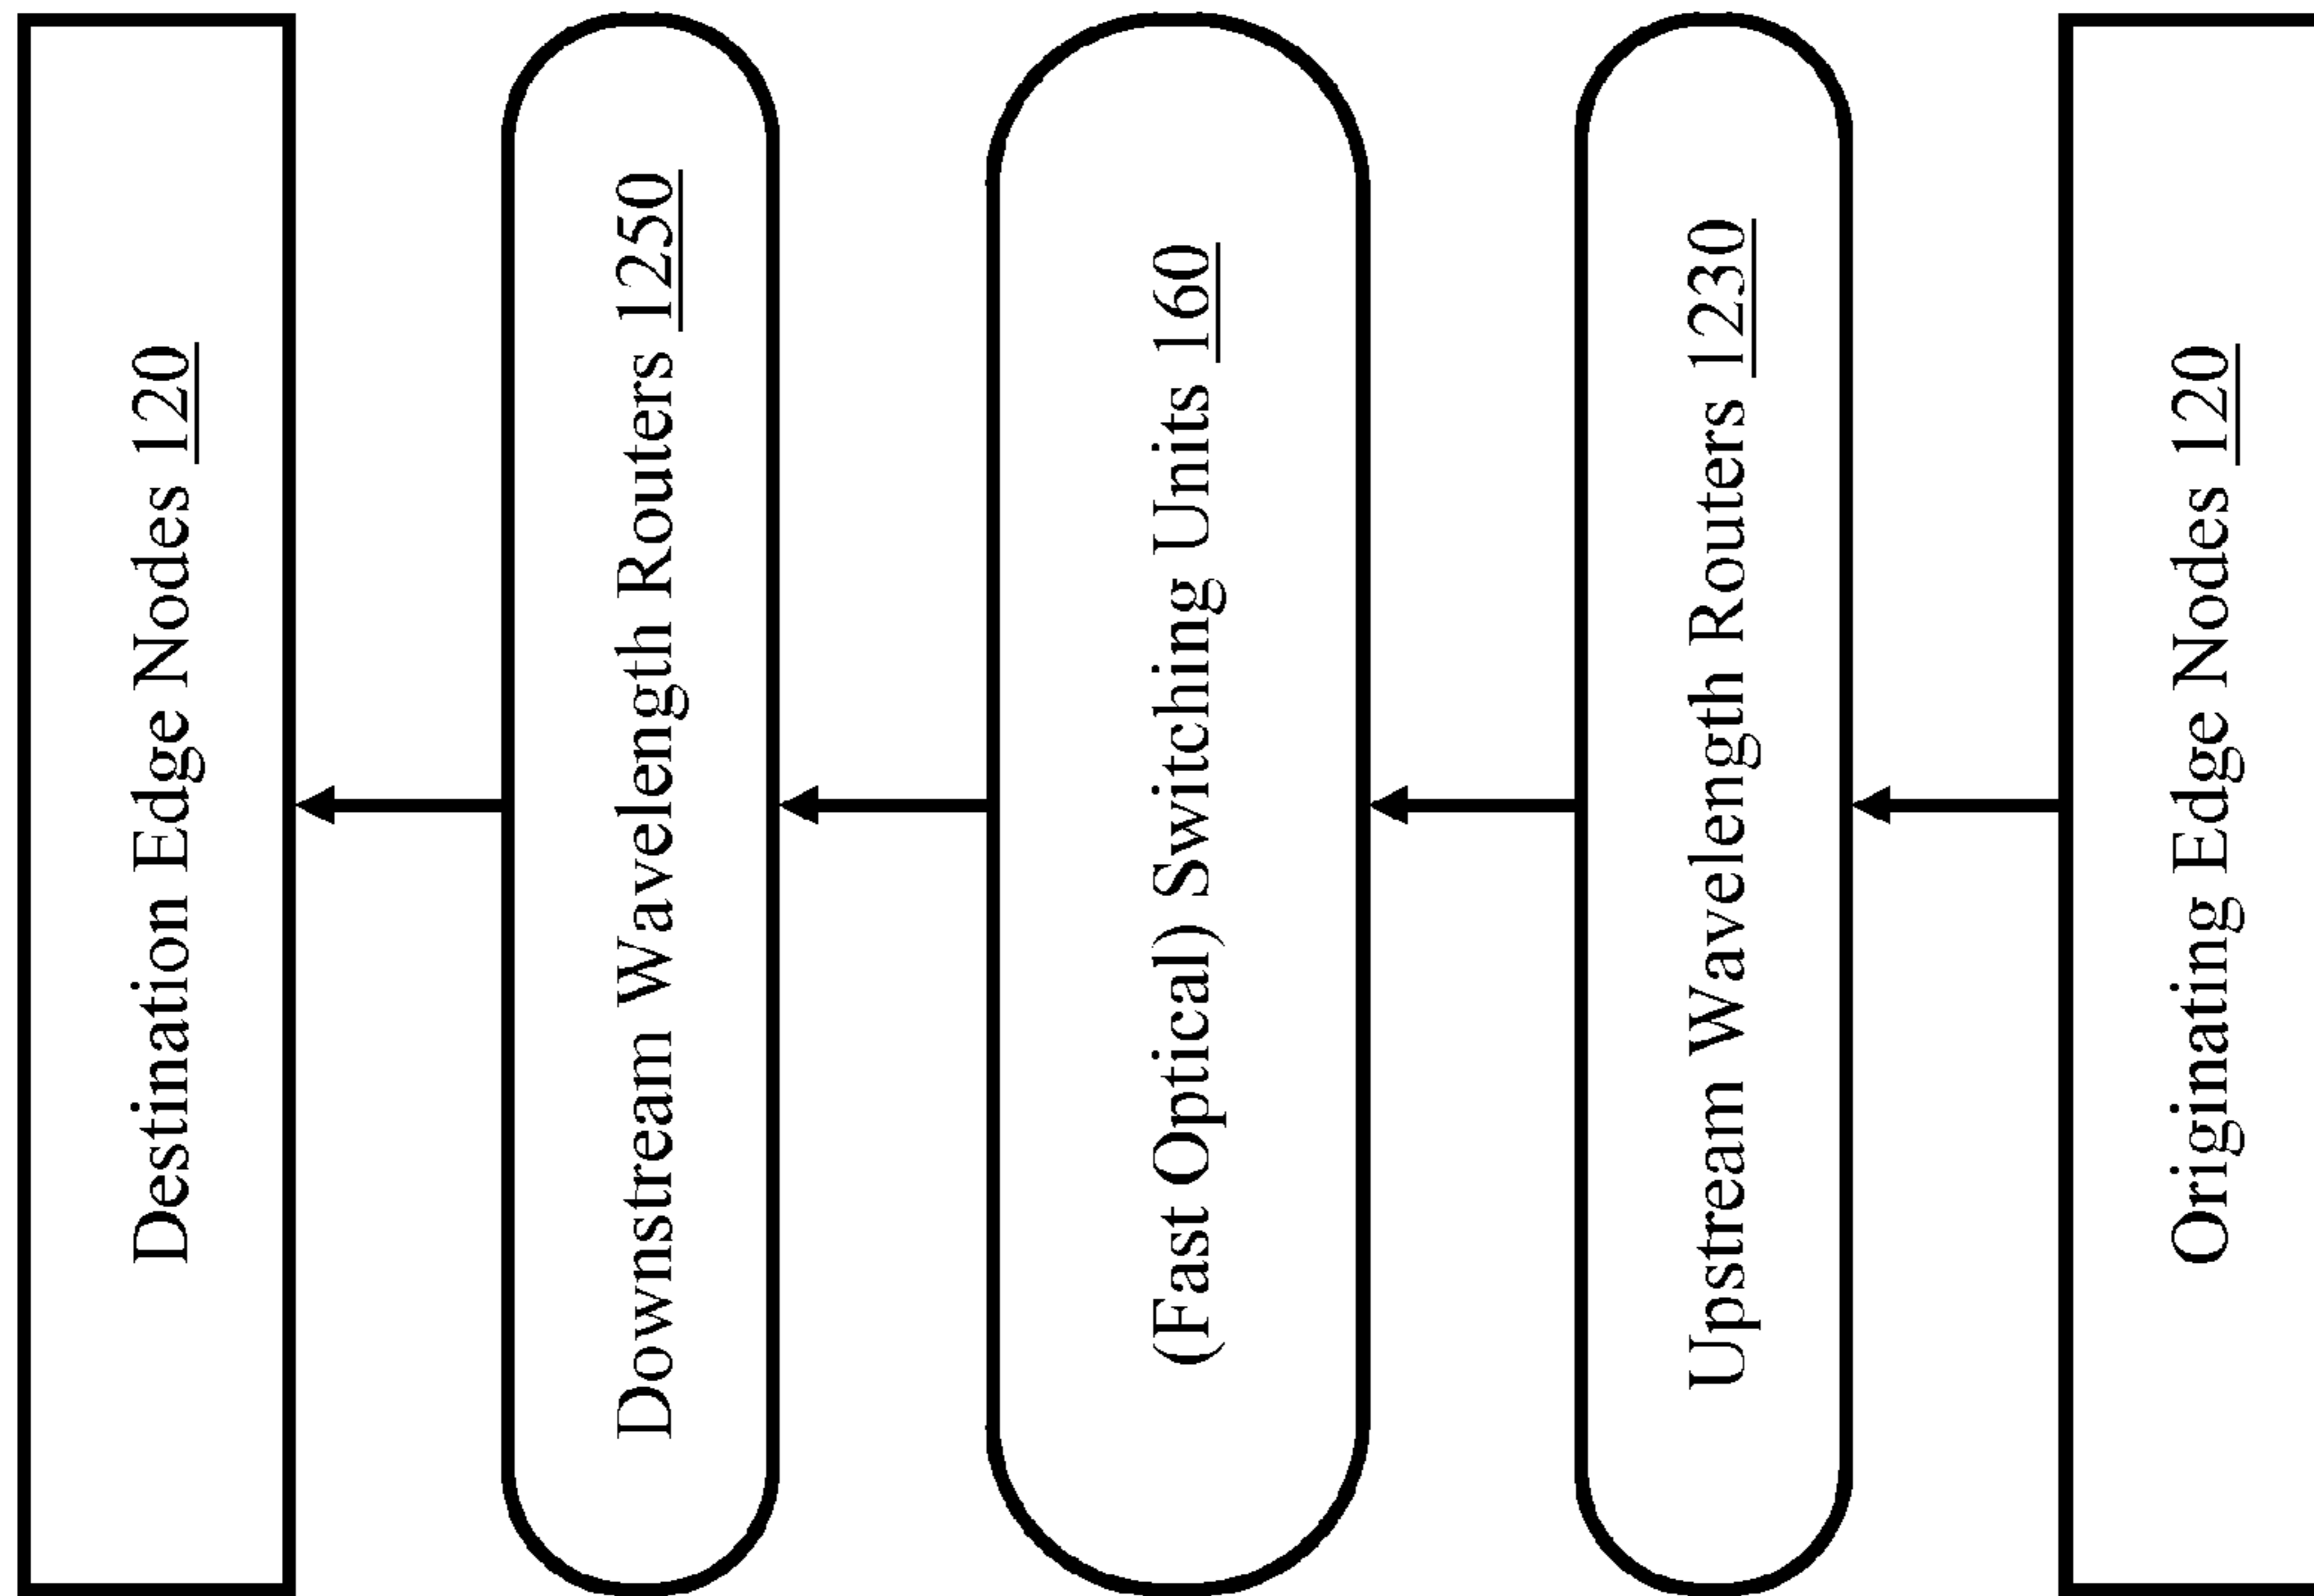 Destination Edge Nodes 120
Downstream Wavelength Routers 1250
(Fast Optical) Switching Units 160
Upstream Wavelength Routers 1230
Originating Edge Nodes 120